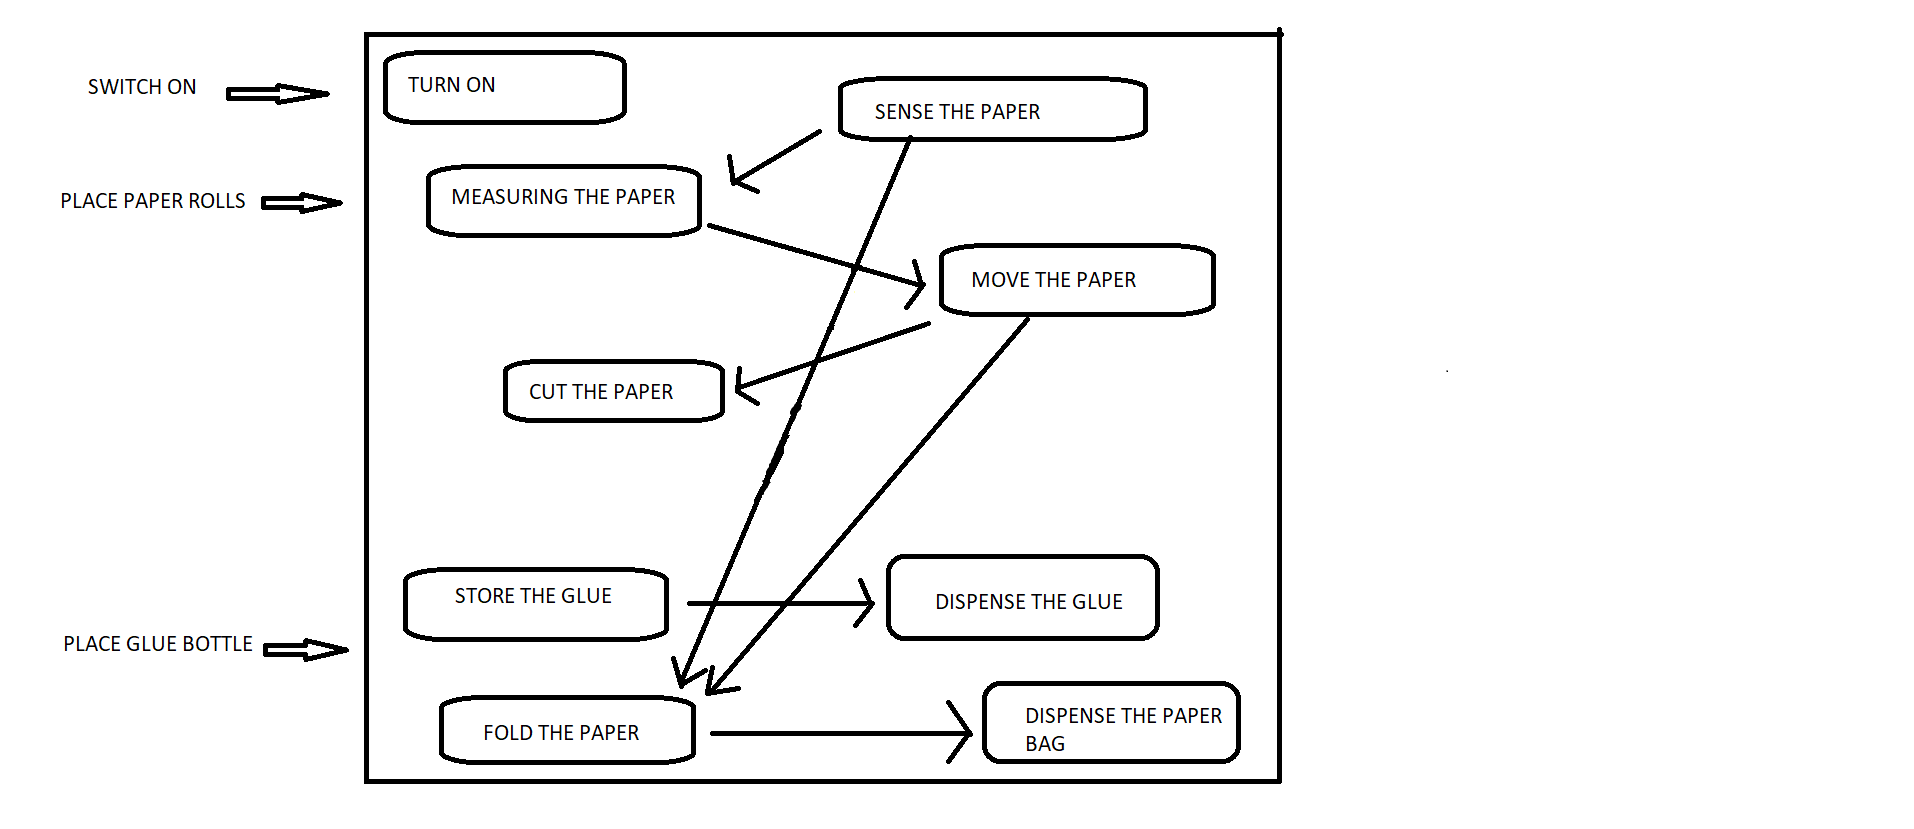 SWITCH ON
TURN ON
SENSE THE PAPER
PLACE PAPER ROLLS
MEASURING THE PAPER
MOVE THE PAPER
CUT THE PAPER
STORE THE GLUE
DISPENSE THE GLUE
PLACE GLUE BOTTLE
FOLD THE PAPER
DISPENSE THE PAPER
BAG